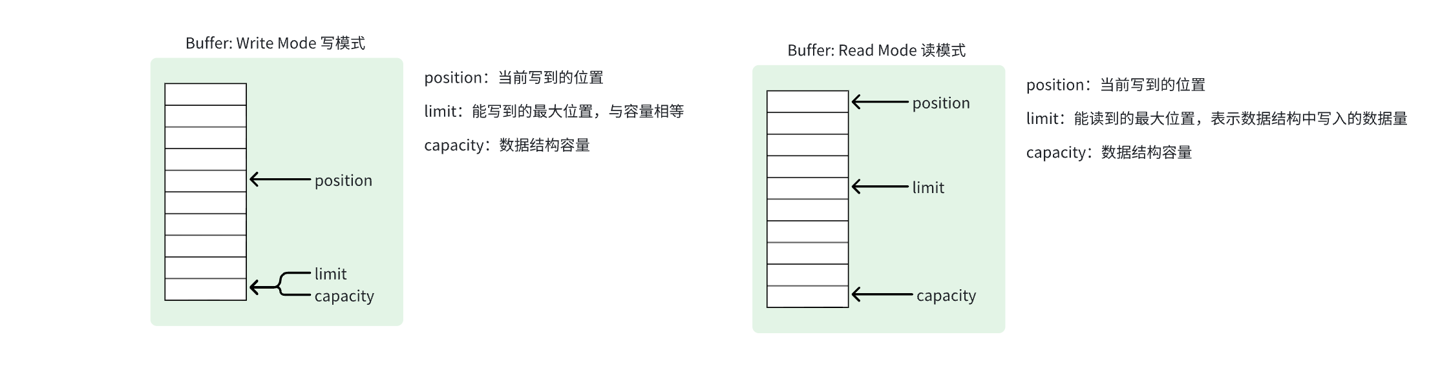 Buffer: Write Mode 写模式
position：当前写到的位置
limit：能写到的最大位置，与容量相等
capacity：数据结构容量
position
limit
capacity
Buffer: Read Mode 读模式
position：当前写到的位置
limit：能读到的最大位置，表示数据结构中写入的数据量
capacity：数据结构容量
position
limit
capacity